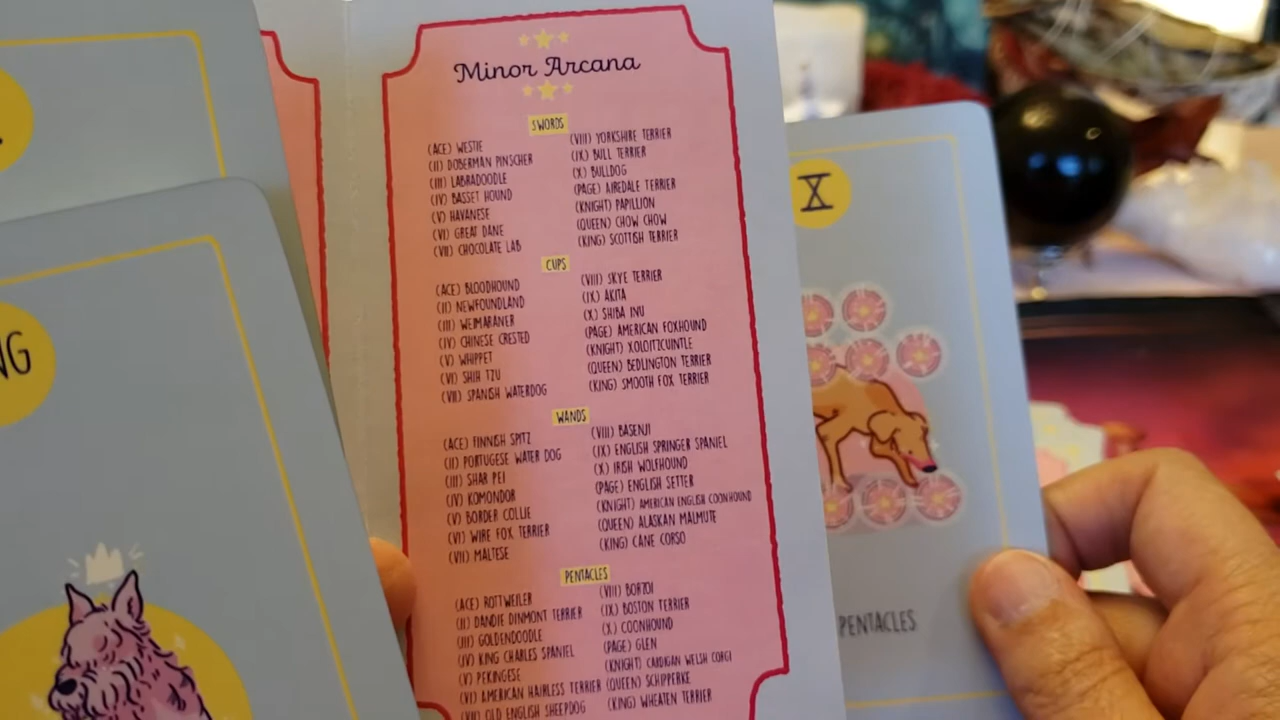 Minor Arcana
SWORDS
(ACE) WESTIE
(II) DOBERMAN PINSCHER
(III) LABRADOODLE
(IV) BASSET HOUND
(V) HAVANESE
(VI) GREAT DANE
(VII) CHOCOLATE LAB
(VIII) YORKSHIRE TERRIER
(IX) BULL TERRIER
(X) BULLDOG
(PAGE) AIREDALE TERRIER
(KNIGHT) PAPILLION
(QUEEN) CHOW CHOW
(KING) SCOTTISH TERRIER
CUPS
(ACE) BLOODHOUND
(II) NEWFOUNDLAND
(III) WEIMARANER
(IV) CHINESE CRESTED
(V) WHIPPET
(VI) SHIH TZU
(VII) SPANISH WATERDOG
(VIII) SKYE TERRIER
(IX) AKITA
(X) SHIBA INU
(PAGE) AMERICAN FOXHOUND
(KNIGHT) XOLOITZCUINTLE
(QUEEN) BEDLINGTON TERRIER
(KING) SMOOTH FOX TERRIER
WANDS
(ACE) FINNISH SPITZ
(II) PORTUGESE WATER DOG
(III) SHAR PEI
(IV) KOMONDOR
(V) BORDER COLLIE
(VI) WIRE FOX TERRIER
(VII) MALTESE
(VIII) BASENJI
(IX) ENGLISH SPRINGER SPANIEL
(X) IRISH WOLFHOUND
(PAGE) ENGLISH SETTER
(KNIGHT) AMERICAN ENGLISH COONHOUND
(QUEEN) ALASKAN MALMUTE
(KING) CANE CORSO
PENTACLES
(ACE) ROTTWEILER
(II) DANDIE DINMONT TERRIER
(III) GOLDENDOODLE
(IV) KING CHARLES SPANIEL
(V) PEKINGESE
(VI) AMERICAN HAIRLESS TERRIER
(VII) OLD ENGLISH SHEEPDOG
(VIII) BORZOI
(IX) BOSTON TERRIER
(X) COONHOUND
(PAGE) GLEN
(KNIGHT) CARDIGAN WELSH CORGI
(QUEEN) SCHIPPERKE
(KING) WHEATEN TERRIER
X
PENTACLES
NG